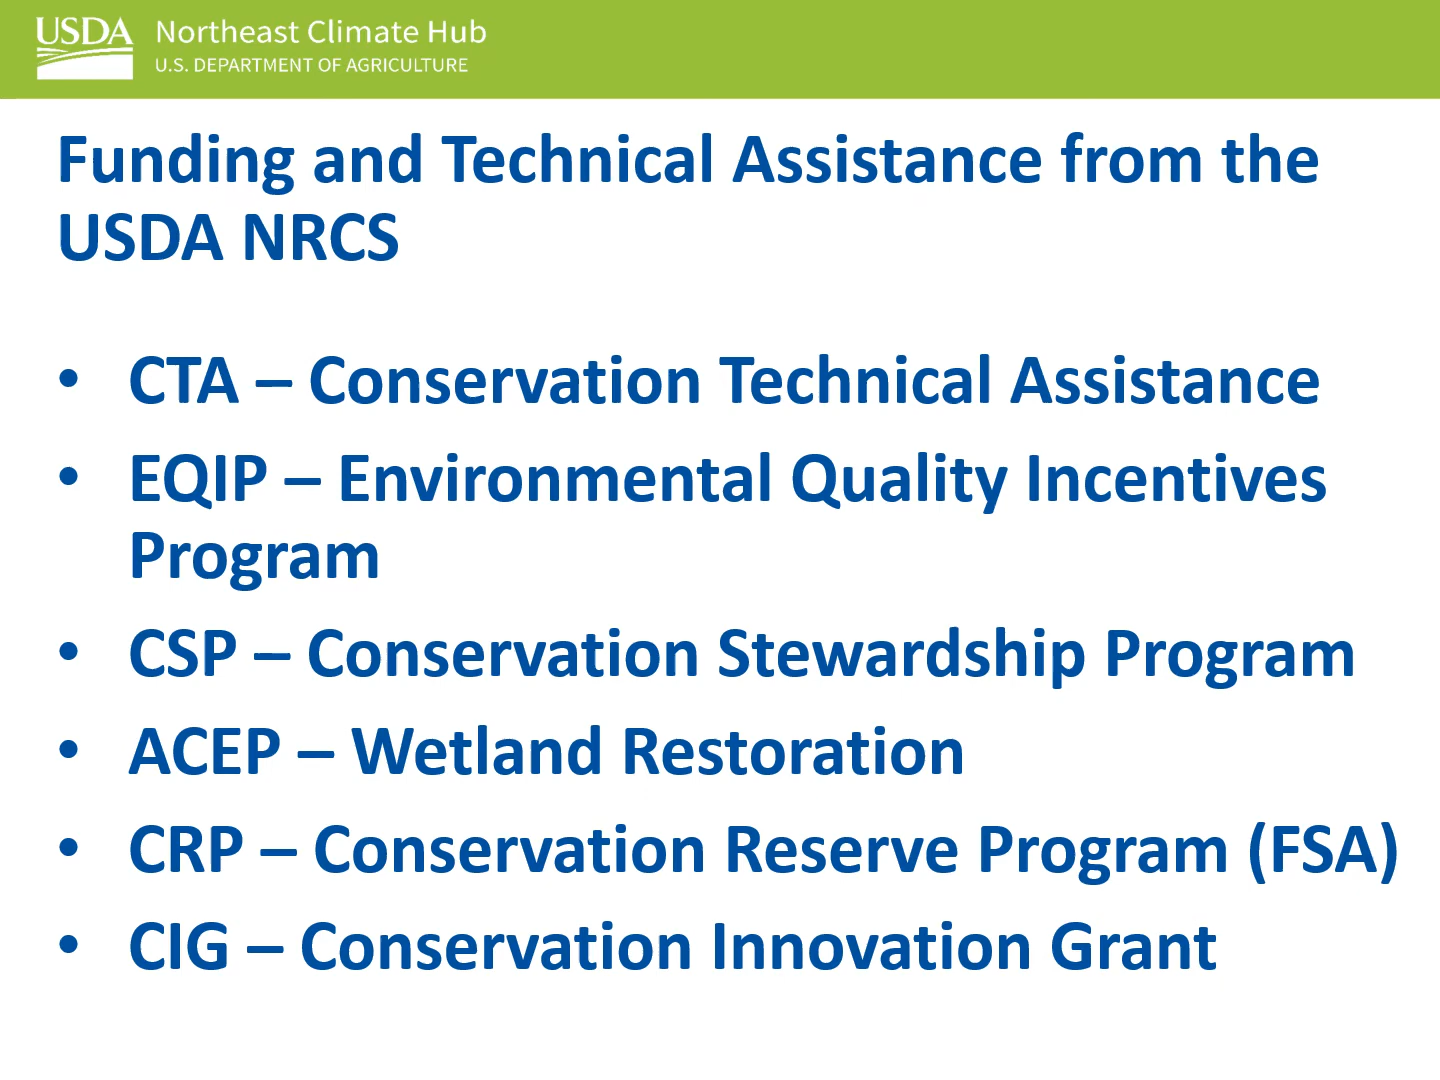 USDA
Northeast Climate Hub
U.S. DEPARTMENT OF AGRICULTURE
Funding and Technical Assistance from the
USDA NRCS
• CTA – Conservation Technical Assistance
• EQIP – Environmental Quality Incentives
Program
• CSP – Conservation Stewardship Program
• ACEP – Wetland Restoration
• CRP – Conservation Reserve Program (FSA)
• CIG – Conservation Innovation Grant